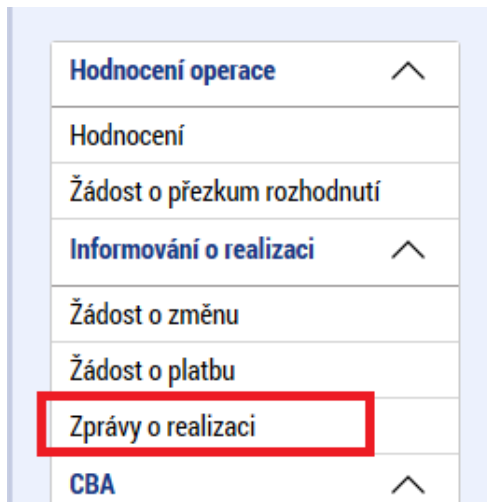 Hodnocení operace
Hodnocení
Žádost o přezkum rozhodnutí
Informování o realizaci
Žádost o změnu
Žádost o platbu
Zprávy o realizaci
CBA